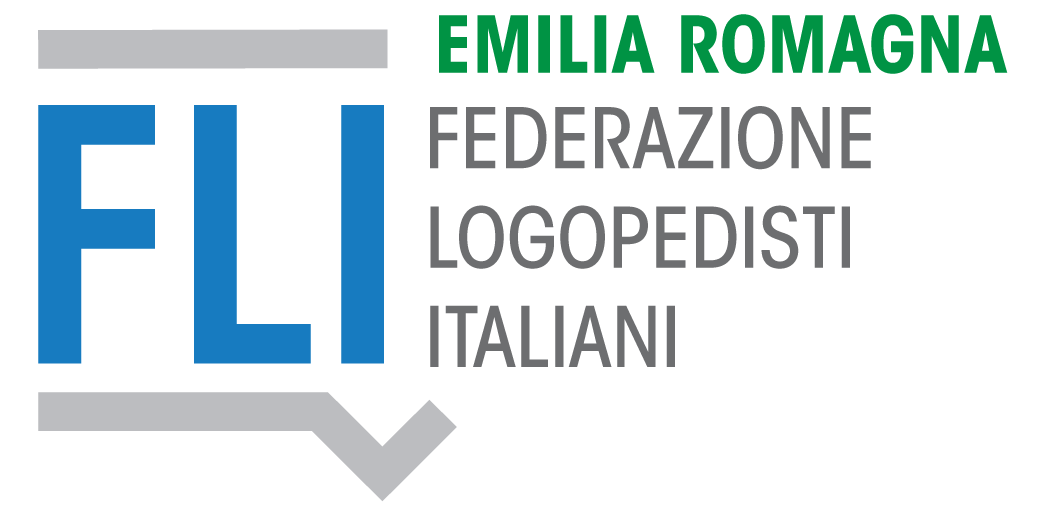 FLI
EMILIA ROMAGNA
FEDERAZIONE
LOGOPEDISTI
ITALIANI